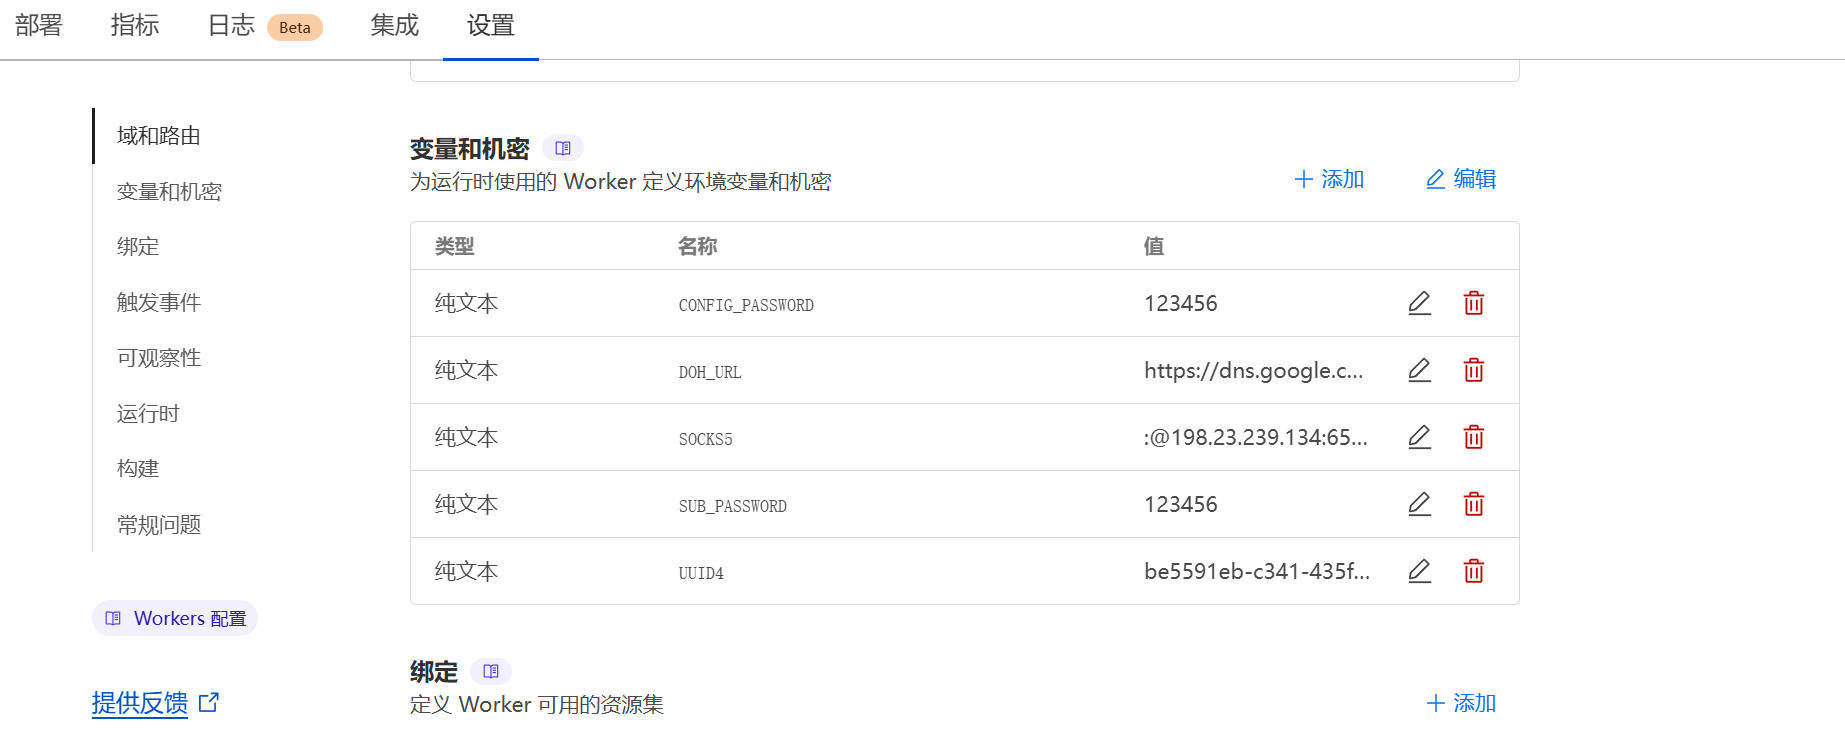 部署 指标 日志 Beta 集成 设置
域和路由
变量和机密
绑定
触发事件
可观察性
运行时
构建
常规问题
Workers 配置
提供反馈
变量和机密
为运行时使用的 Worker 定义环境变量和机密
添加 编辑
类型 名称 值
纯文本 CONFIG_PASSWORD 123456
纯文本 DOH_URL https://dns.google.c...
纯文本 SOCKS5 :@198.23.239.134:65...
纯文本 SUB_PASSWORD 123456
纯文本 UUID4 be5591eb-c341-435f...
绑定
定义 Worker 可用的资源集
添加